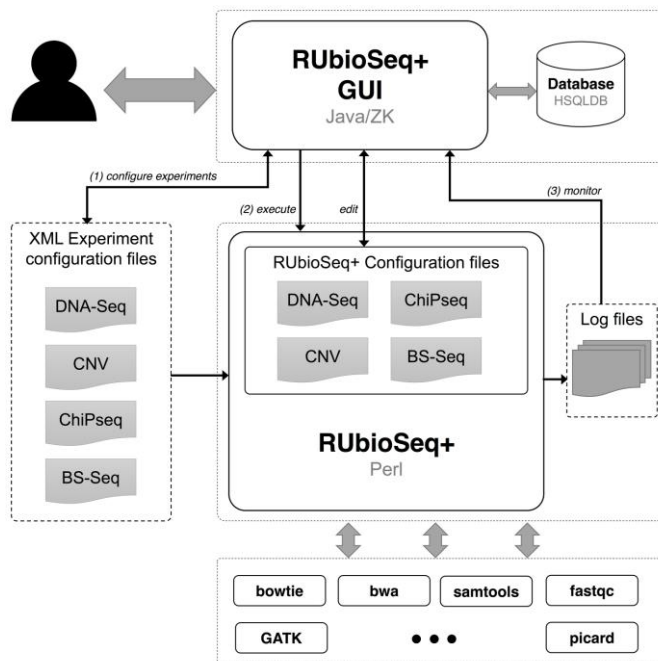 RUbioSeq+
GUI
Java/ZK
Database
HSQLDB
(1) configure experiments
(2) execute
edit
(3) monitor
XML Experiment
configuration files
DNA-Seq
CNV
ChiPseq
BS-Seq
RUbioSeq+ Configuration files
DNA-Seq
ChiPseq
CNV
BS-Seq
RUbioSeq+
Perl
Log files
bowtie
bwa
samtools
fastqc
GATK
picard